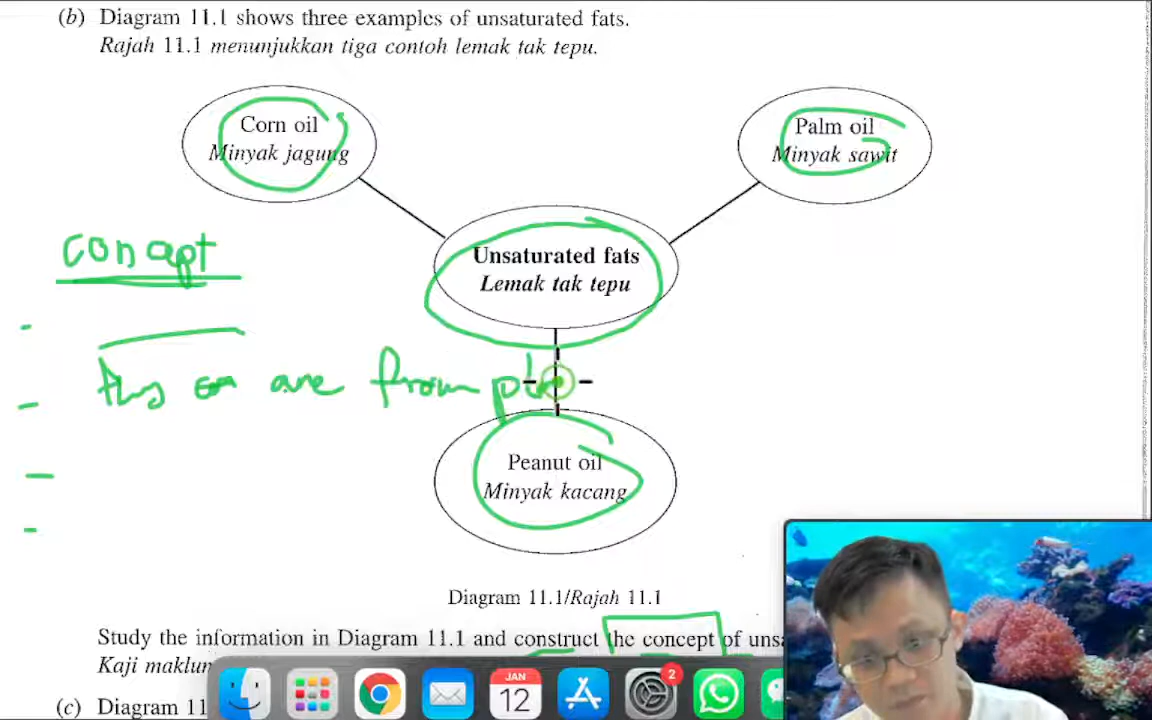 (b) Diagram 11.1 shows three examples of unsaturated fats.
Rajah 11.1 menunjukkan tiga contoh lemak tak tepu.
Corn oil
Minyak jagung
Palm oil
Minyak sawit
Unsaturated fats
Lemak tak tepu
are from
Peanut oil
Minyak kacang
Diagram 11.1/Rajah 11.1
Study the information in Diagram 11.1 and construct the concept of
Kaji
JAN
12
2
(c) Diagram 11